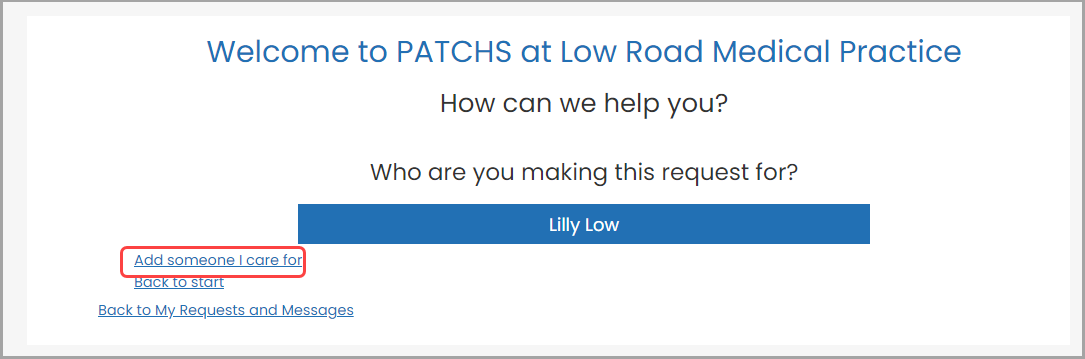 Welcome to PATCHS at Low Road Medical Practice
How can we help you?
Who are you making this request for?
Lilly Low
Add someone I care for
Back to start
Back to My Requests and Messages